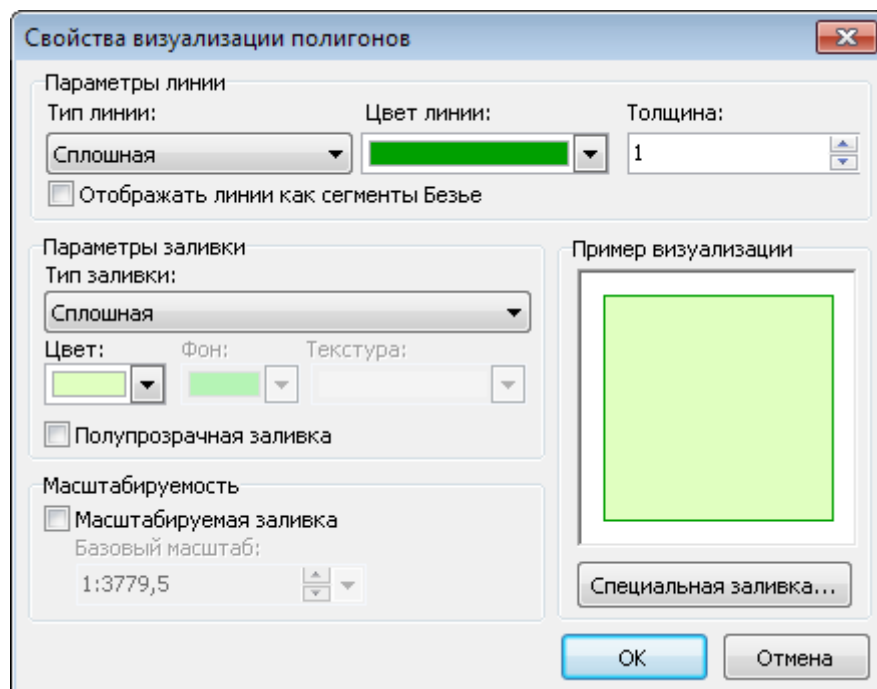 Свойства визуализации полигонов
Параметры линии
Тип линии: Цвет линии: Толщина:
Сплошная 1
Отображать линии как сегменты Безье
Параметры заливки
Тип заливки:
Сплошная
Цвет: Фон: Текстура:
Полупрозрачная заливка
Масштабируемость
Масштабируемая заливка
Базовый масштаб:
1:3779,5
Пример визуализации
Специальная заливка...
OK Отмена